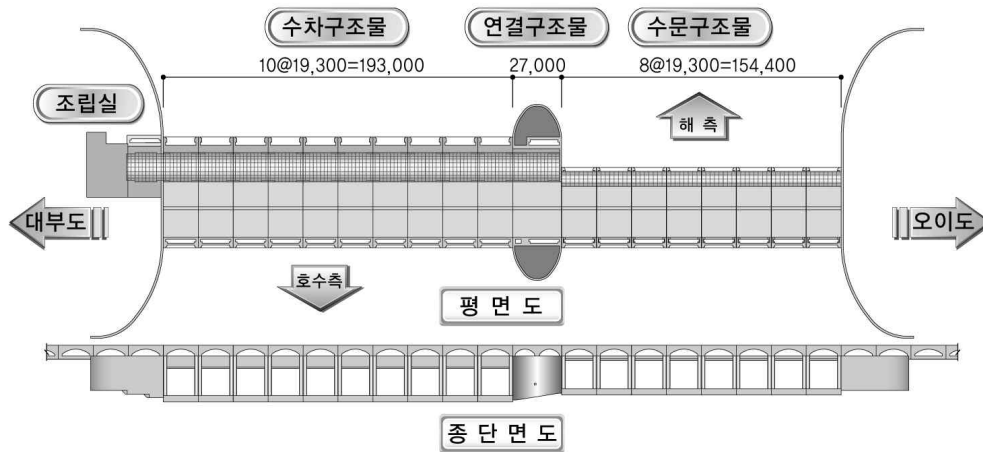 수차구조물 연결구조물 수문구조물
10@19,300=193,000 27,000 8@19,300=154,400
조립실
해 측
대부도 오이도
호수측
평 면 도
종 단 면 도